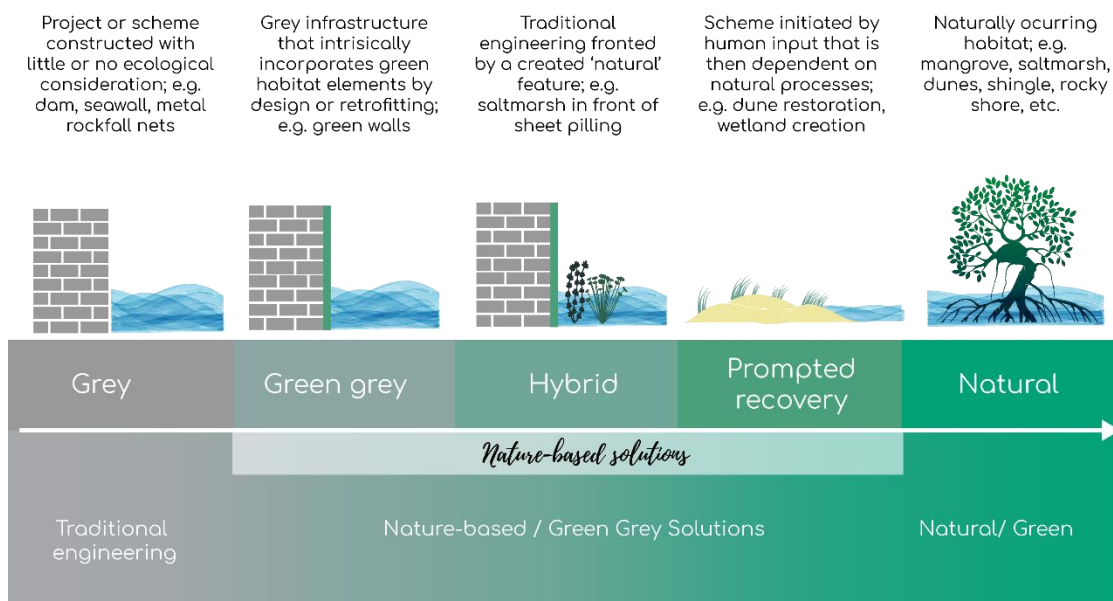 Project or scheme
constructed with
little or no ecological
consideration; e.g.
dam, seawall, metal
rockfall nets
Grey infrastructure
that intrisically
incorporates green
habitat elements by
design or retrofitting;
e.g. green walls
Traditional
engineering fronted
by a created ‘natural’
feature; e.g.
saltmarsh in front of
sheet pilling
Scheme initiated by
human input that is
then dependent on
natural processes;
e.g. dune restoration,
wetland creation
Naturally ocurring
habitat; e.g.
mangrove, saltmarsh,
dunes, shingle, rocky
shore, etc.
Grey
Green grey
Hybrid
Prompted
recovery
Natural
Nature-based solutions
Traditional
engineering
Nature-based / Green Grey Solutions
Natural/ Green